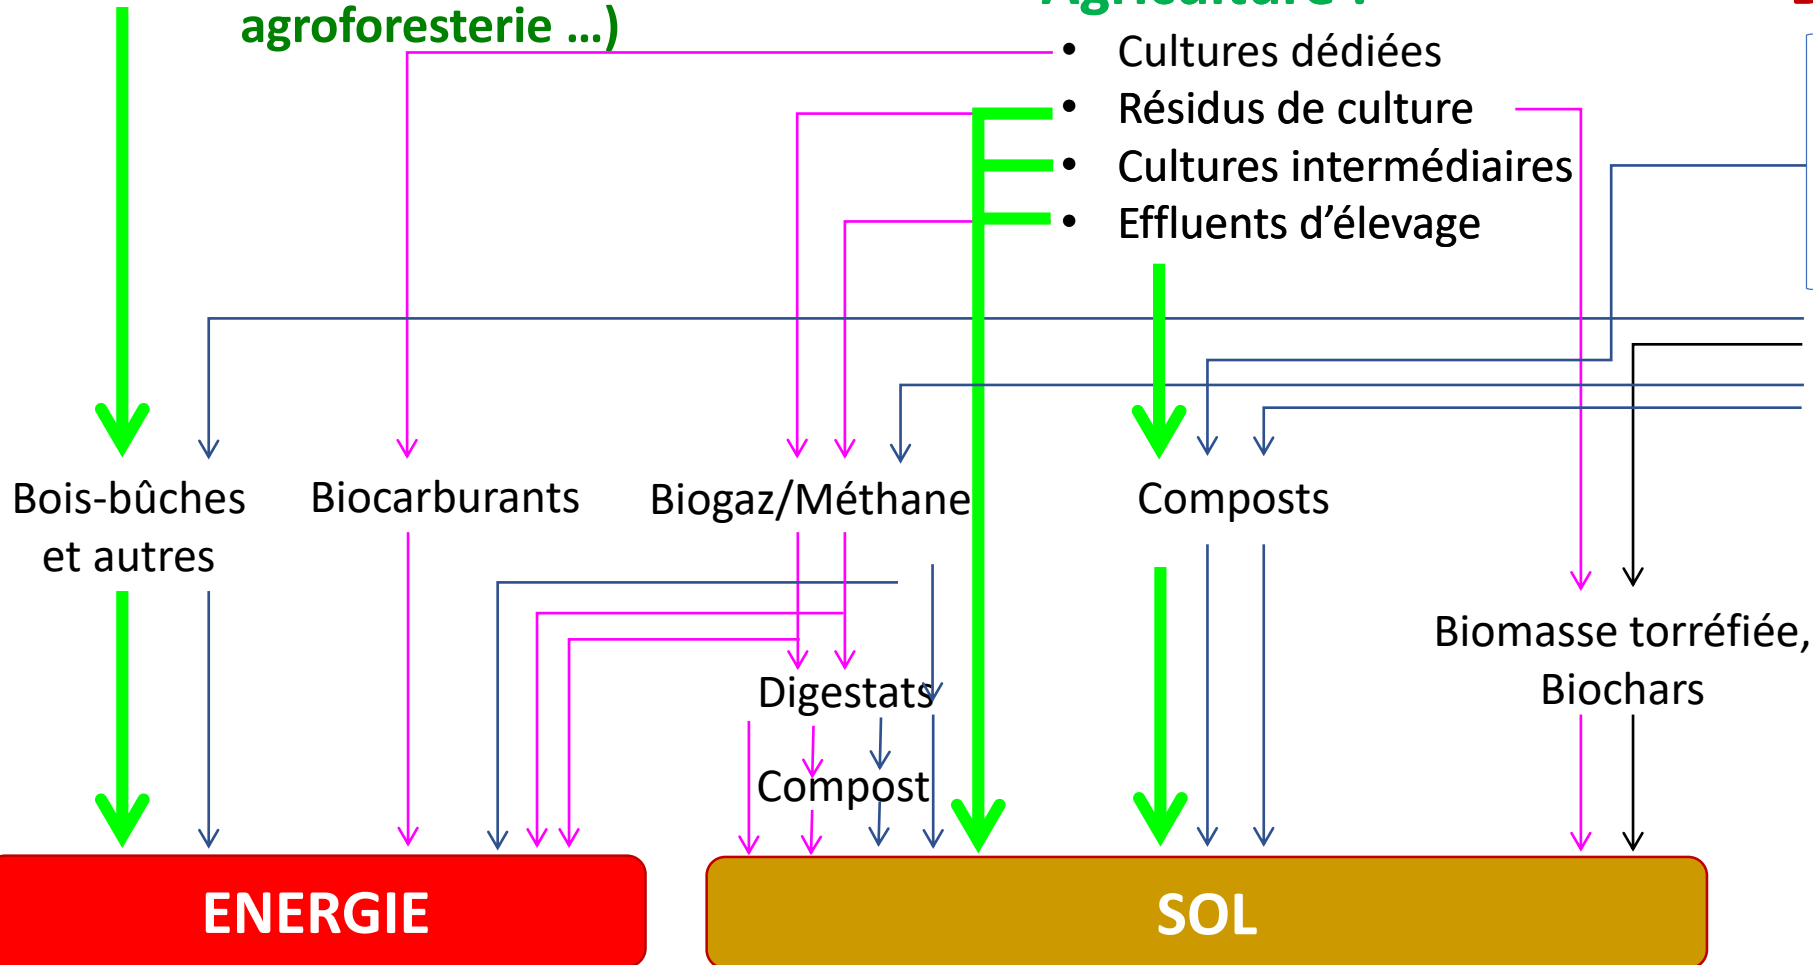 agroforesterie ...)
Agriculture :
• Cultures dédiées
• Résidus de culture
• Cultures intermédiaires
• Effluents d'élevage
Bois-bûches
et autres
Biocarburants
Biogaz/Méthane
Composts
Biomasse torréfiée,
Biochars
Digestats
Compost
ENERGIE
SOL